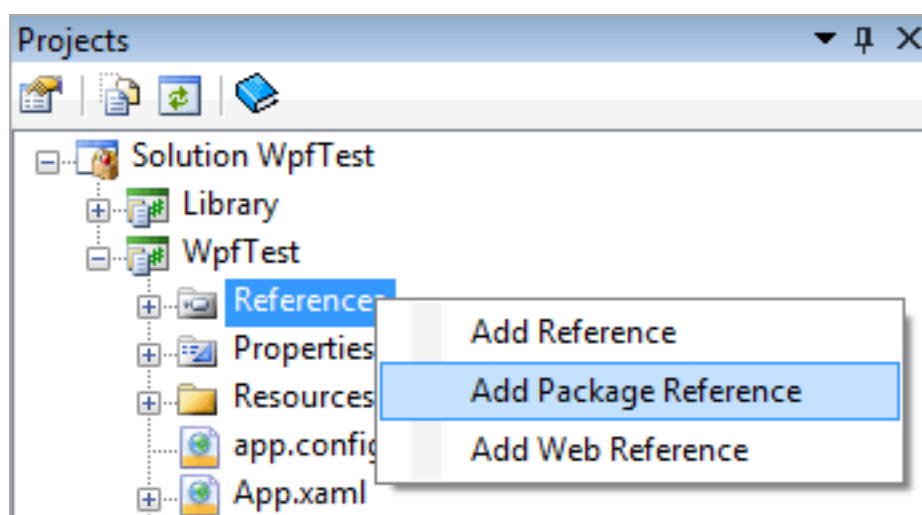 Projects
Solution WpfTest
Library
WpfTest
References
Add Reference
Properties
Add Package Reference
Resources
app.config
Add Web Reference
App.xaml